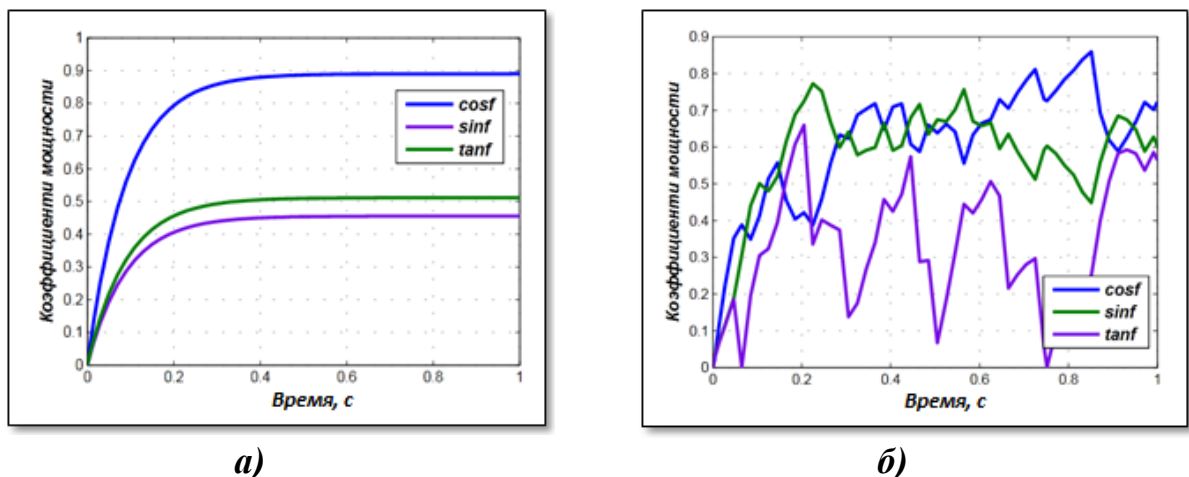 Коэффициенти мощности
1
0.9
0.8
0.7
0.6
0.5
0.4
0.3
0.2
0.1
0
cosf
sinf
tanf
0 0.2 0.4 0.6 0.8 1
Время, с
а)
Коэффициенти мощности
0.9
0.8
0.7
0.6
0.5
0.4
0.3
0.2
0.1
0
cosf
sinf
tanf
0 0.2 0.4 0.6 0.8 1
Время, с
б)